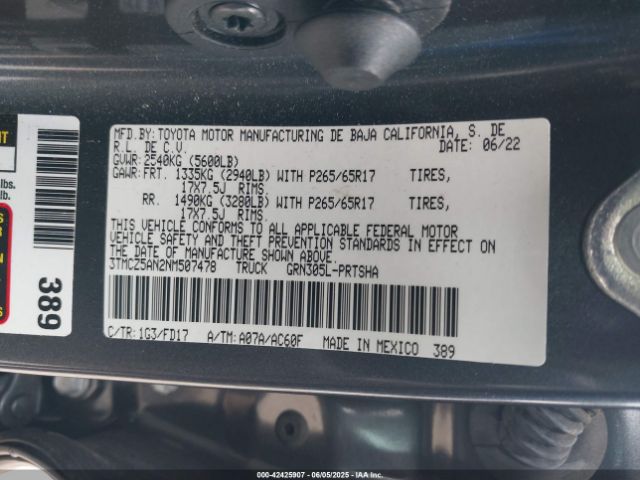 MFD.BY:TOYOTA MOTOR MANUFACTURING DE BAJA CALIFORNIA, S. DE
R.L. DE C.V. DATE: 06/22
GVWR: 2540KG (5600LB)
GAWR:FRT. 1335KG (2940LB) WITH P265/65R17 TIRES,
17X7.5J RIMS,
RR. 1490KG (3280LB) WITH P265/65R17 TIRES,
17X7.5J RIMS.
THIS VEHICLE CONFORMS TO ALL APPLICABLE FEDERAL MOTOR
VEHICLE SAFETY AND THEFT PREVENTION STANDARDS IN EFFECT ON
THE DATE OF MANUFACTURE SHOWN ABOVE.
3TMCZ5AN2NM507478 TRUCK GRN305L-PRTSHA
C/TR:1G3/FD17 A/TM:A07A/AC60F MADE IN MEXICO 389
lbs.
389
000-42425907 - 06/05/2025 - IAAI CPT